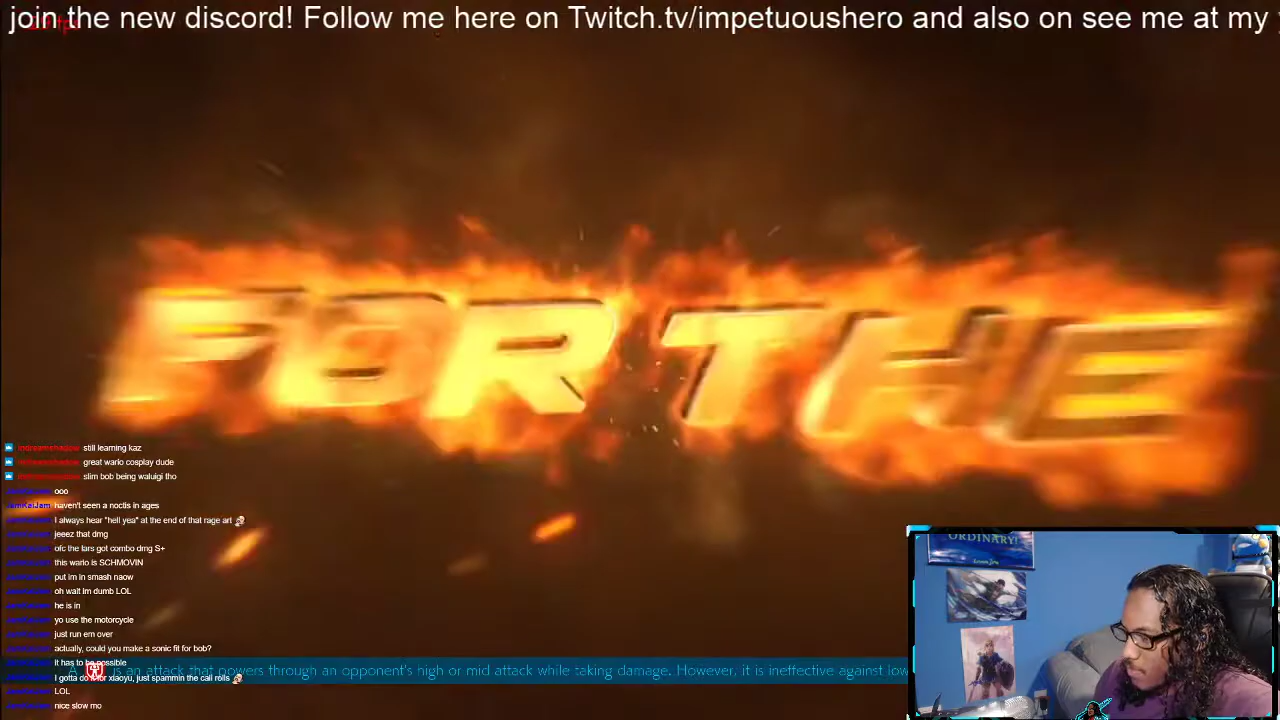 join the new discord! Follow me here on Twitch.tv/impetuoushero and also on see me at my
FOR THE
still learning kaz
great wario cosplay dude
slim bob being waluigi tho
ooo
iamKaiJam haven't seen a noctis in ages
I always hear "hell yea" at the end of that rage art
jeeez that dmg
ofc the lars got combo dmg S+
this wario is SCHMOVIN
put im in smash naow
oh wait im dumb LOL
he is in
yo use the motorcycle
just run em over
actually, could you make a sonic fit for bob?
it has to be possible
A is an attack that powers through an opponent's high or mid attack while taking damage. However, it is ineffective against low
I gotta do for xiaoyu, just spammin the cali rolls
LOL
nice slow mo
ORDINARY!